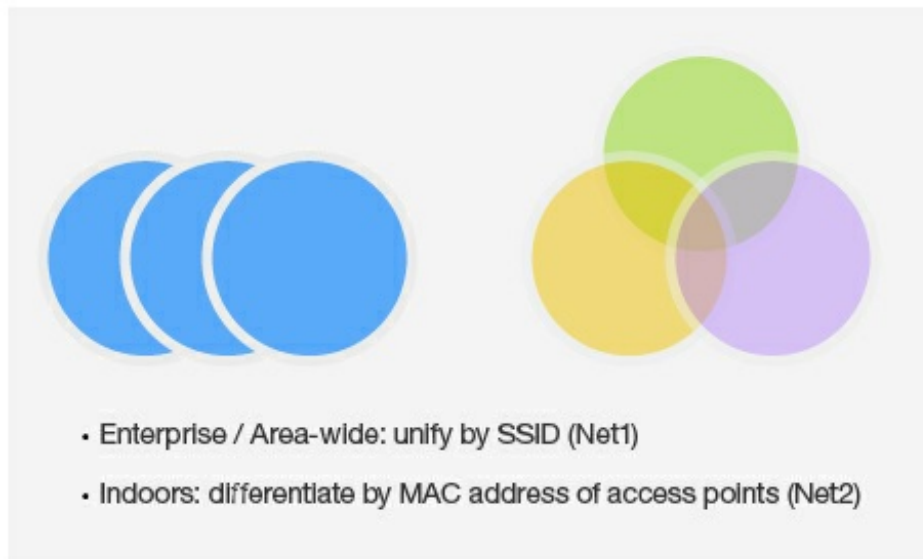 • Enterprise / Area-wide: unify by SSID (Net1)
• Indoors: differentiate by MAC address of access points (Net2)